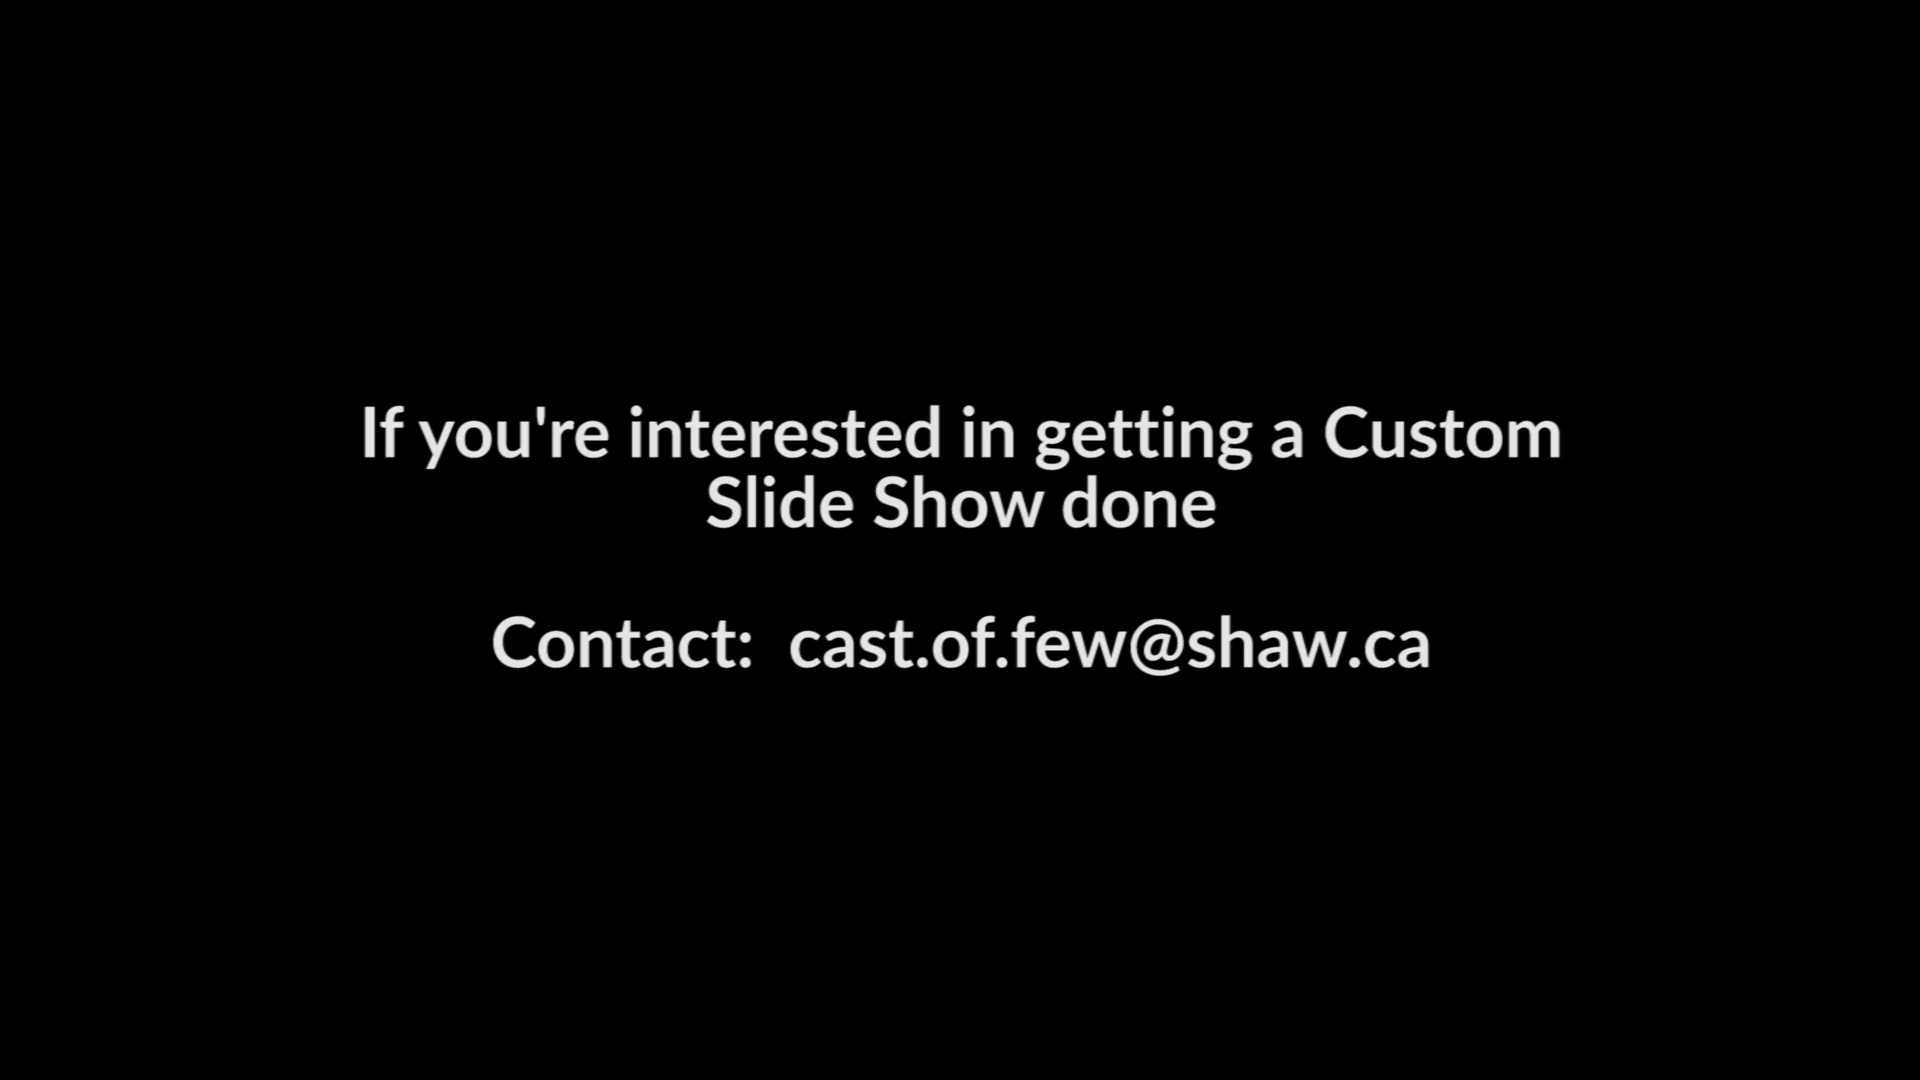 If you're interested in getting a Custom
Slide Show done
Contact:  cast.of.few@shaw.ca